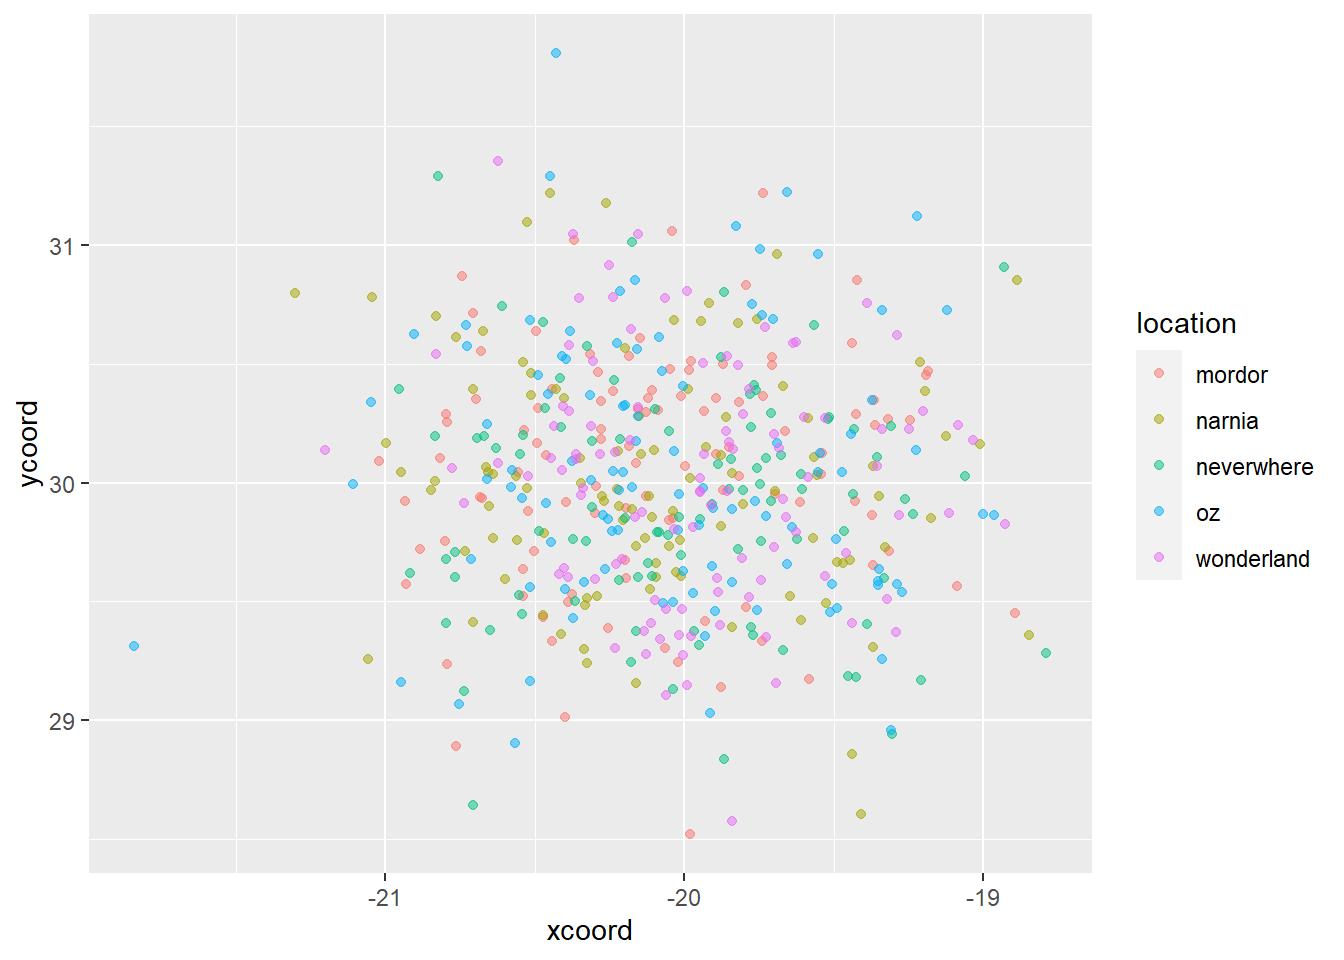 31
30
29
-21
-20
-19
xcoord
ycoord
location
mordor
narnia
neverwhere
oz
wonderland